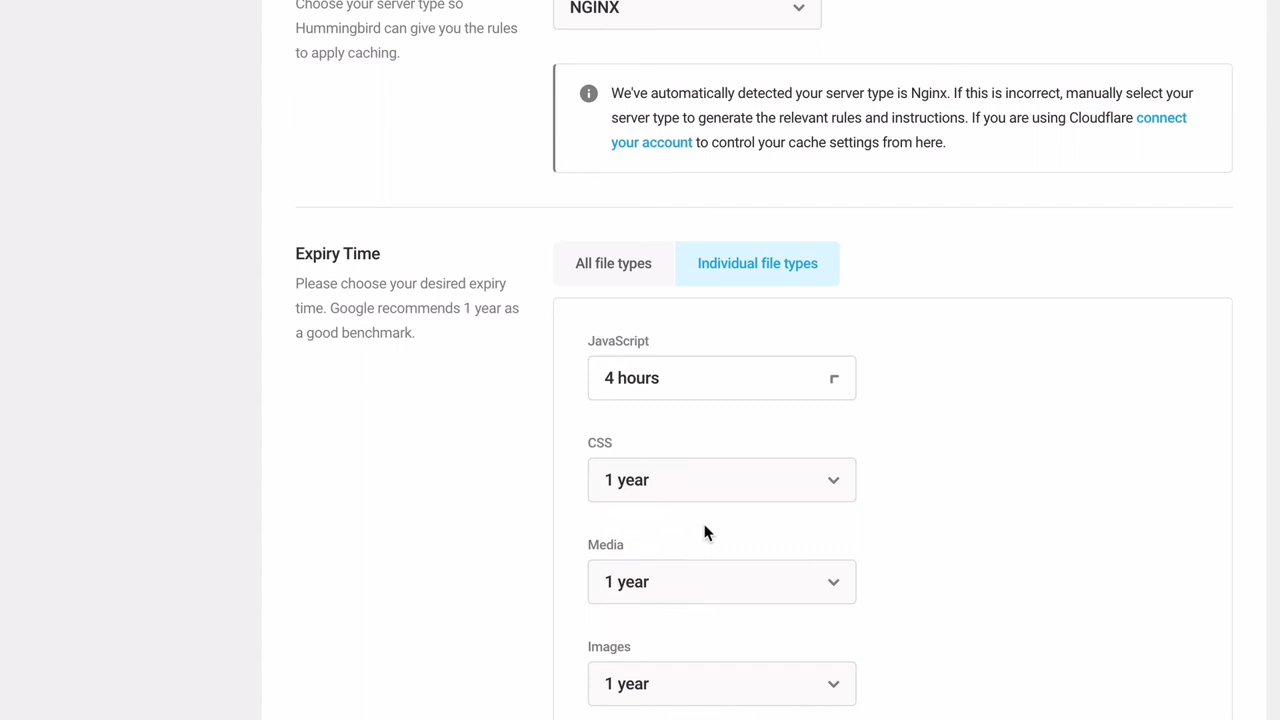 Choose your server type so
Hummingbird can give you the rules
to apply caching.
NGINX
We've automatically detected your server type is Nginx. If this is incorrect, manually select your
server type to generate the relevant rules and instructions. If you are using Cloudflare connect
your account to control your cache settings from here.
Expiry Time
Please choose your desired expiry
time. Google recommends 1 year as
a good benchmark.
All file types
Individual file types
JavaScript
4 hours
CSS
1 year
Media
1 year
Images
1 year